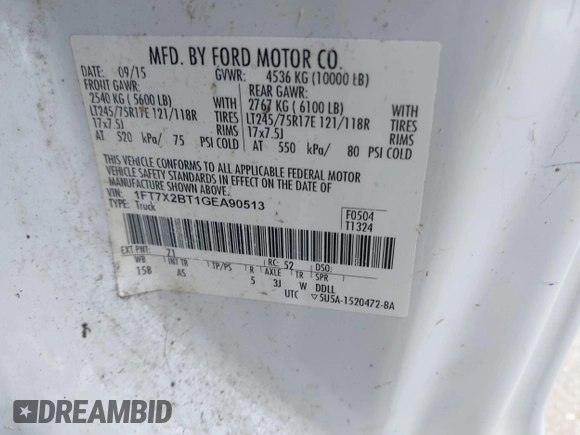 MFD. BY FORD MOTOR CO.
DATE: 09/15 GVWR: 4536 KG (10000 LB)
FRONT GAWR: REAR GAWR:
2540 KG ( 5600 LB) WITH 2767 KG ( 6100 LB) WITH
LT245/75R17E 121/118R TIRES LT245/75R17E 121/118R TIRES
17x7.5J RIMS 17x7.5J RIMS
AT 520 kPa/ 75 PSI COLD AT 550 kPa/ 80 PSI COLD
THIS VEHICLE CONFORMS TO ALL APPLICABLE FEDERAL MOTOR
VEHICLE SAFETY STANDARDS IN EFFECT ON THE DATE OF
MANUFACTURE SHOWN ABOVE.
VIN: 1FT7X2BT1GEA90513 F0504
TYPE: Truck T1324
EXT PNT: Z1 RC: 52 DSO:
WB INT TR TP/PS R AXLE TR SPR
158 AS 5 3J W DDLL
UTC ▽5U5A-1520472-BA
DREAMBID